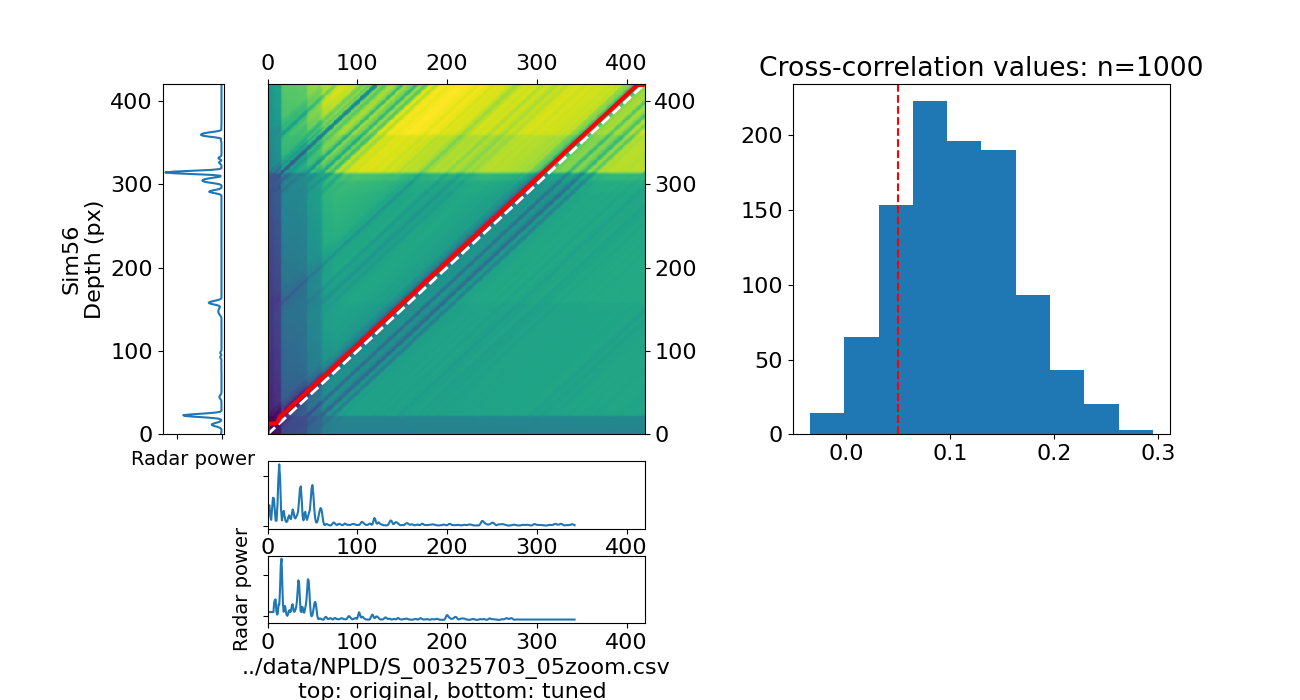 Cross-correlation values: n=1000
0 100 200 300 400
400
300
200
100
0
Sim56
Depth (px)
Radar power
400
300
200
100
0
200
150
100
50
0
0.0 0.1 0.2 0.3
0 100 200 300 400
Radar power
0 100 200 300 400
../data/NPLD/S_00325703_05zoom.csv
top: original, bottom: tuned